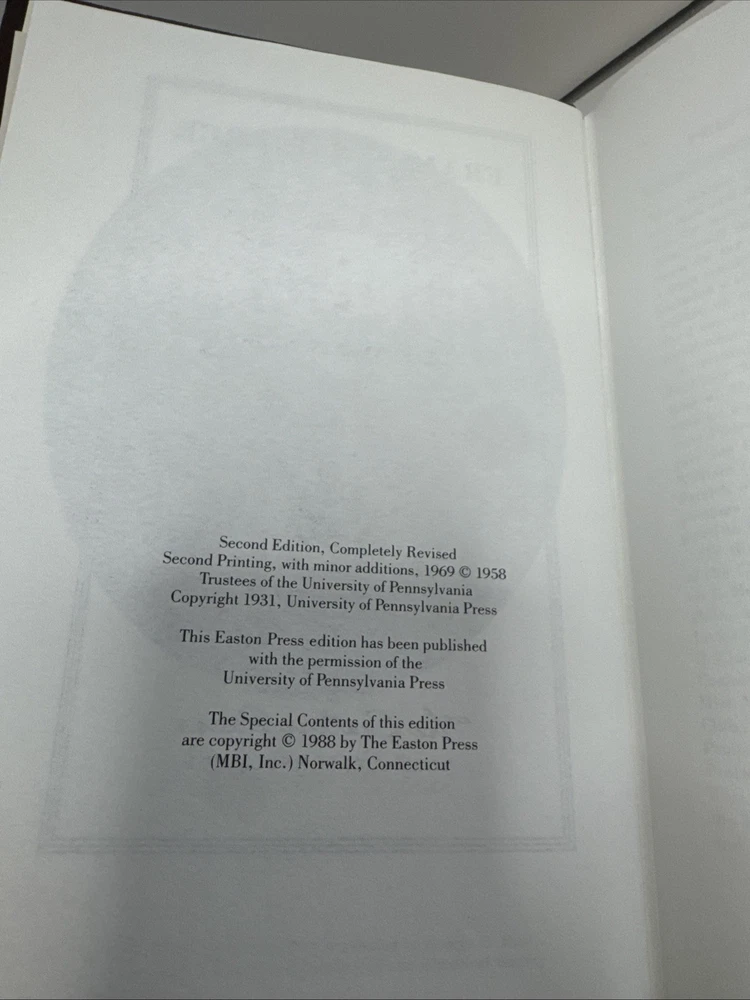 Second Edition, Completely Revised
Second Printing, with minor additions, 1969 © 1958
Trustees of the University of Pennsylvania
Copyright 1931, University of Pennsylvania Press
This Easton Press edition has been published
with the permission of the
University of Pennsylvania Press
The Special Contents of this edition
are copyright © 1988 by The Easton Press
(MBI, Inc.) Norwalk, Connecticut